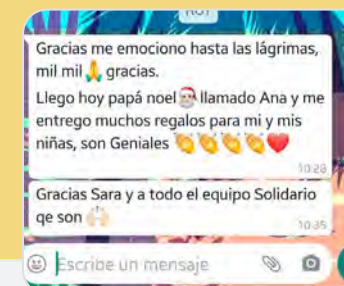 HOY
Gracias me emociono hasta las lágrimas,
mil mil🙏 gracias.
Llego hoy papá noel🎅 llamado Ana y me
entrego muchos regalos para mi y mis
niñas, son Geniales 👏👏👏👏❤️
10:28
Gracias Sara y a todo el equipo Solidario
qe son 🙌🏻
10:35
Escribe un mensaje